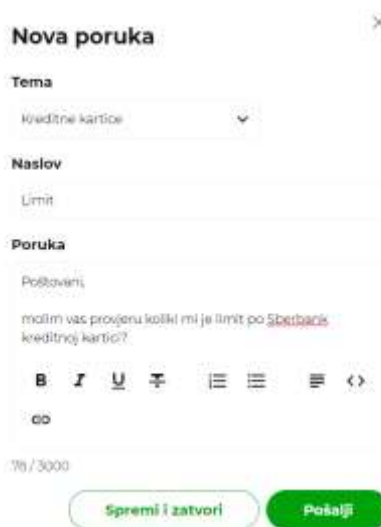 Nova poruka
Tema
Kreditne kartice
Naslov
Limit
Poruka
Poštovani,
molim vas provjeru koliki mi je limit po Sberbank
kreditnoj kartici?
B I U T
78 / 3000
Spremi i zatvori Pošalji